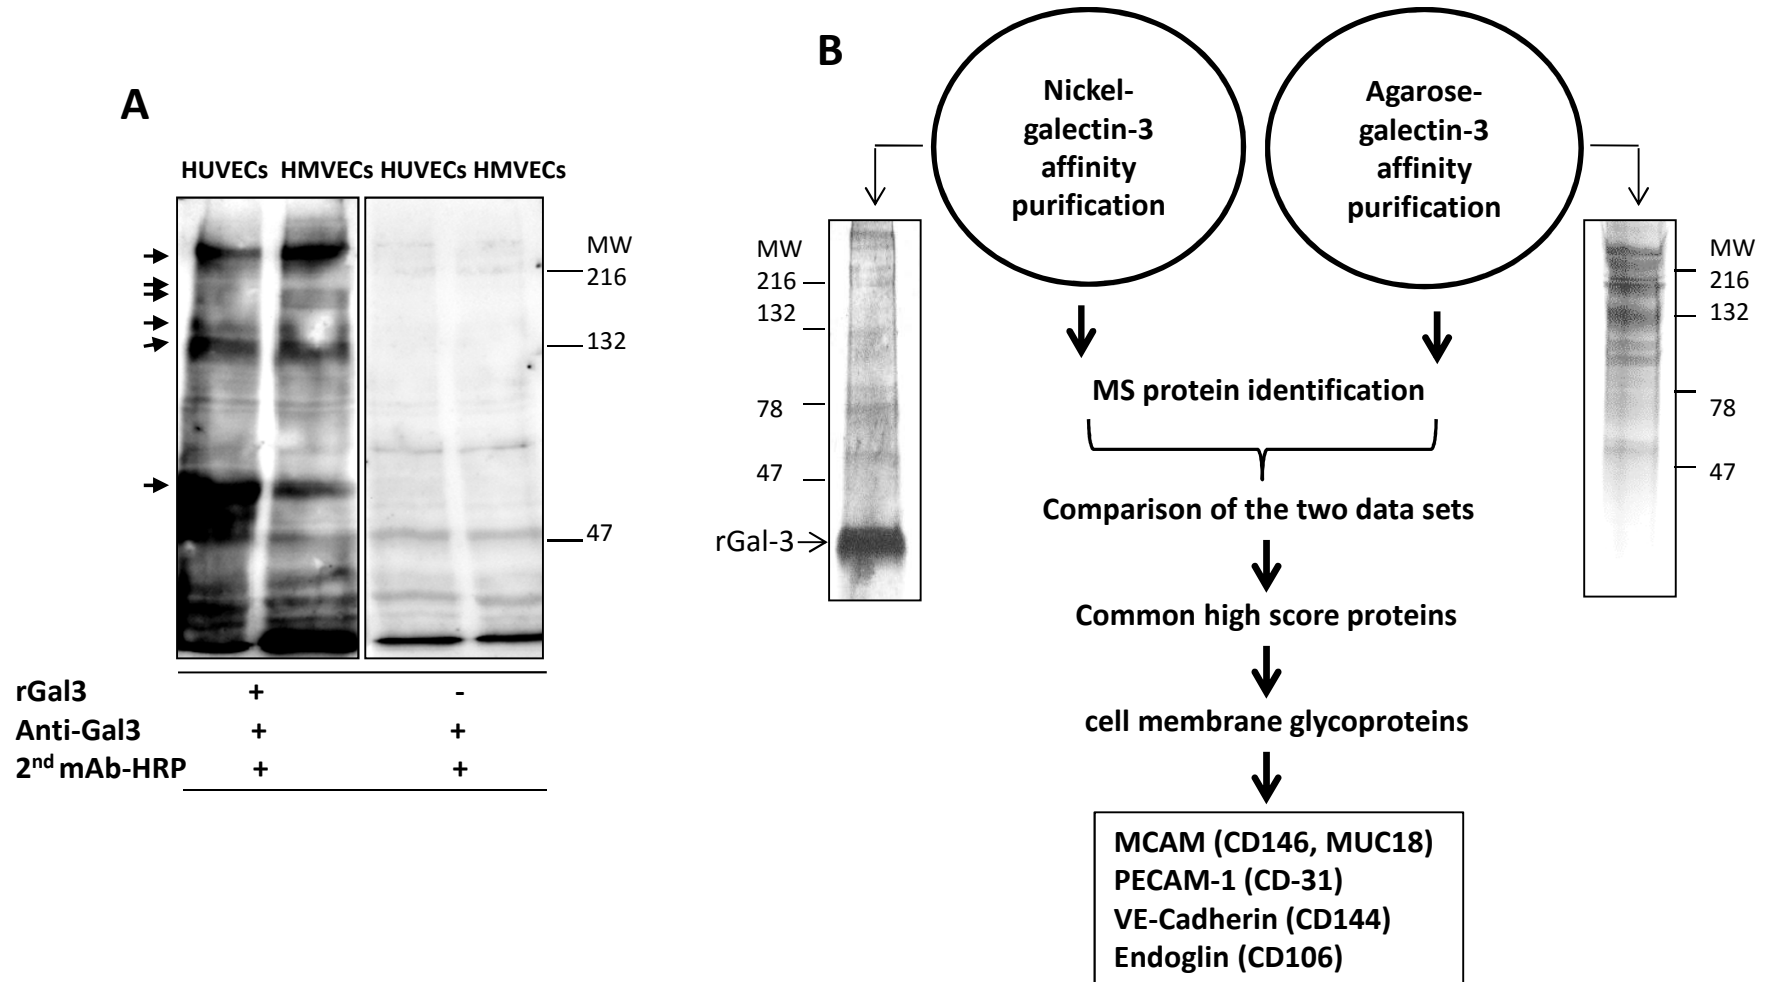 A
HUVECs HMVECs HUVECs HMVECs
MW
216
132
47
rGal3 + -
Anti-Gal3 + +
2nd mAb-HRP + +
B
Nickel-
galectin-3
affinity
purification
Agarose-
galectin-3
affinity
purification
MW
216
132
78
47
rGal-3
MW
216
132
78
47
MS protein identification
Comparison of the two data sets
Common high score proteins
cell membrane glycoproteins
MCAM (CD146, MUC18)
PECAM-1 (CD-31)
VE-Cadherin (CD144)
Endoglin (CD106)